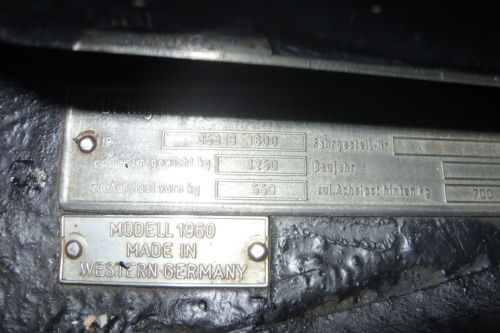 Typ 356 B 1600 Fahrgestell-Nr.
zul. Gesamtgewicht kg 1250 Baujahr
zul. Achslast vorn kg 550 zul. Achslast hinten kg 700
MODELL 1960
MADE IN
WESTERN GERMANY